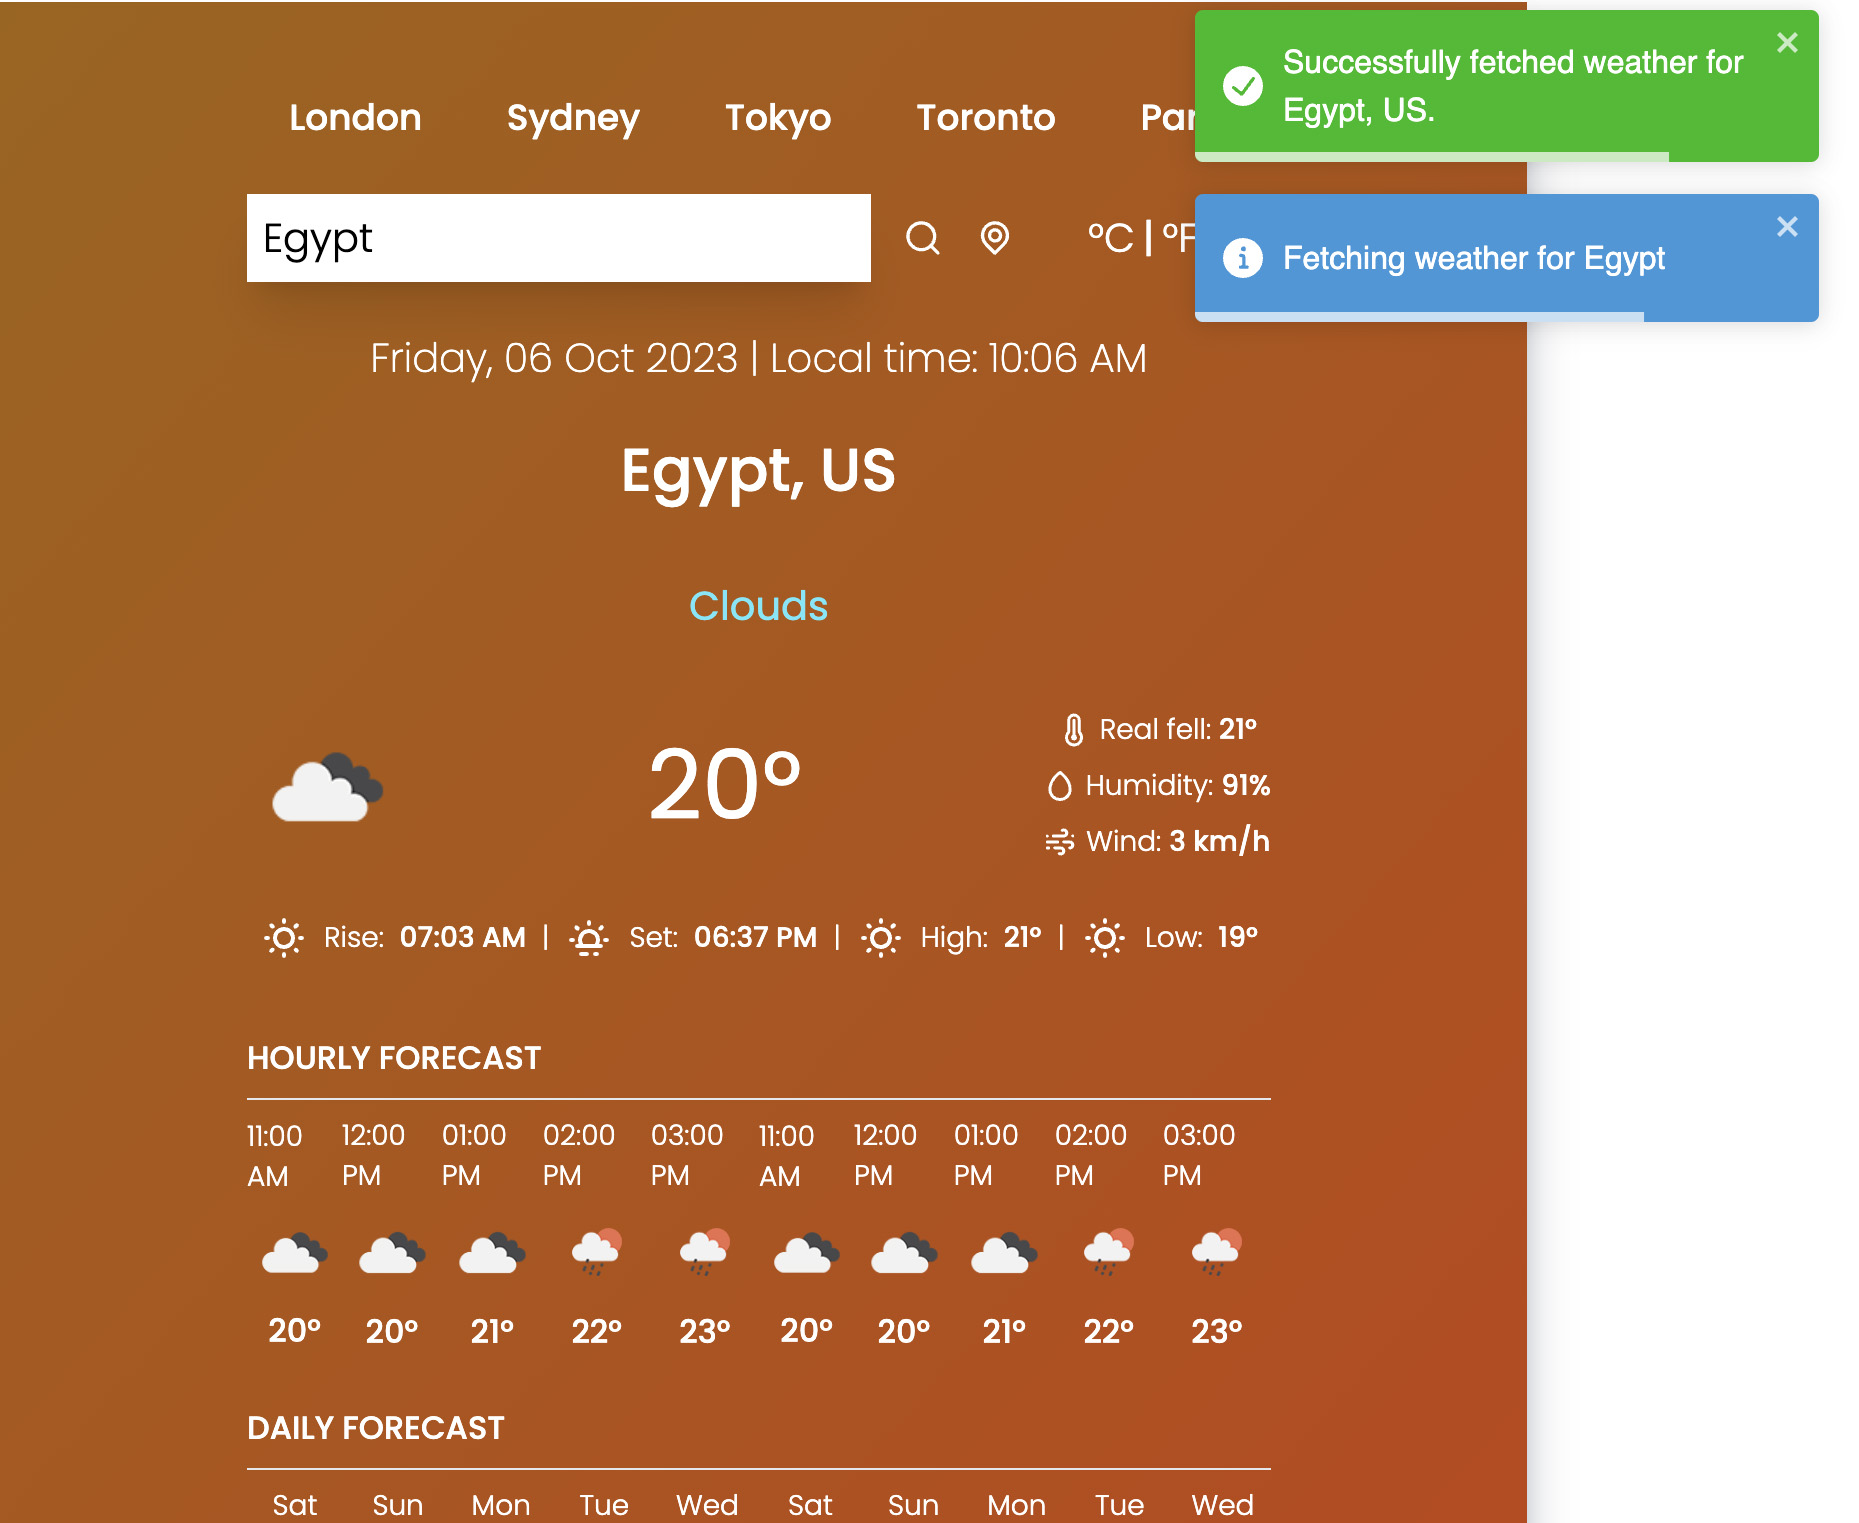 London Sydney Tokyo Toronto
Successfully fetched weather for
Egypt, US.
Egypt
°C | °F
Fetching weather for Egypt
Friday, 06 Oct 2023 | Local time: 10:06 AM
Egypt, US
Clouds
20°
Real fell: 21°
Humidity: 91%
Wind: 3 km/h
Rise: 07:03 AM | Set: 06:37 PM | High: 21° | Low: 19°
HOURLY FORECAST
11:00 AM 12:00 PM 01:00 PM 02:00 PM 03:00 PM 11:00 AM 12:00 PM 01:00 PM 02:00 PM 03:00 PM
20° 20° 21° 22° 23° 20° 20° 21° 22° 23°
DAILY FORECAST
Sat Sun Mon Tue Wed Sat Sun Mon Tue Wed